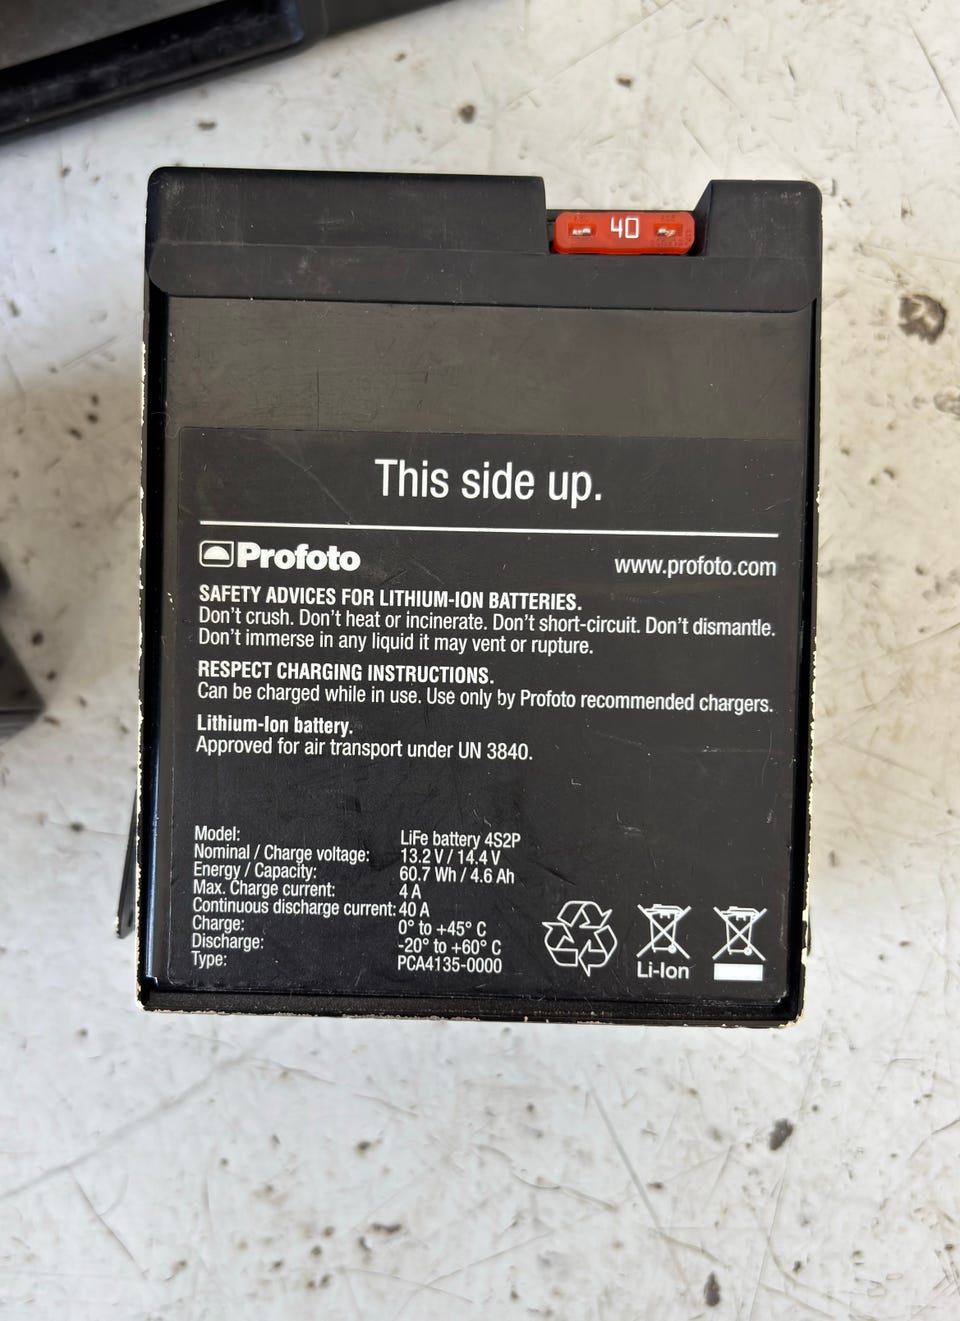 40
This side up.
Profoto
www.profoto.com
SAFETY ADVICES FOR LITHIUM-ION BATTERIES.
Don't crush. Don't heat or incinerate. Don't short-circuit. Don't dismantle.
Don't immerse in any liquid it may vent or rupture.
RESPECT CHARGING INSTRUCTIONS.
Can be charged while in use. Use only by Profoto recommended chargers.
Lithium-Ion battery.
Approved for air transport under UN 3840.
Model: LiFe battery 4S2P
Nominal / Charge voltage: 13.2 V / 14.4 V
Energy / Capacity: 60.7 Wh / 4.6 Ah
Max. Charge current: 4 A
Continuous discharge current: 40 A
Charge: 0° to +45° C
Discharge: -20° to +60° C
Type: PCA4135-0000
Li-Ion